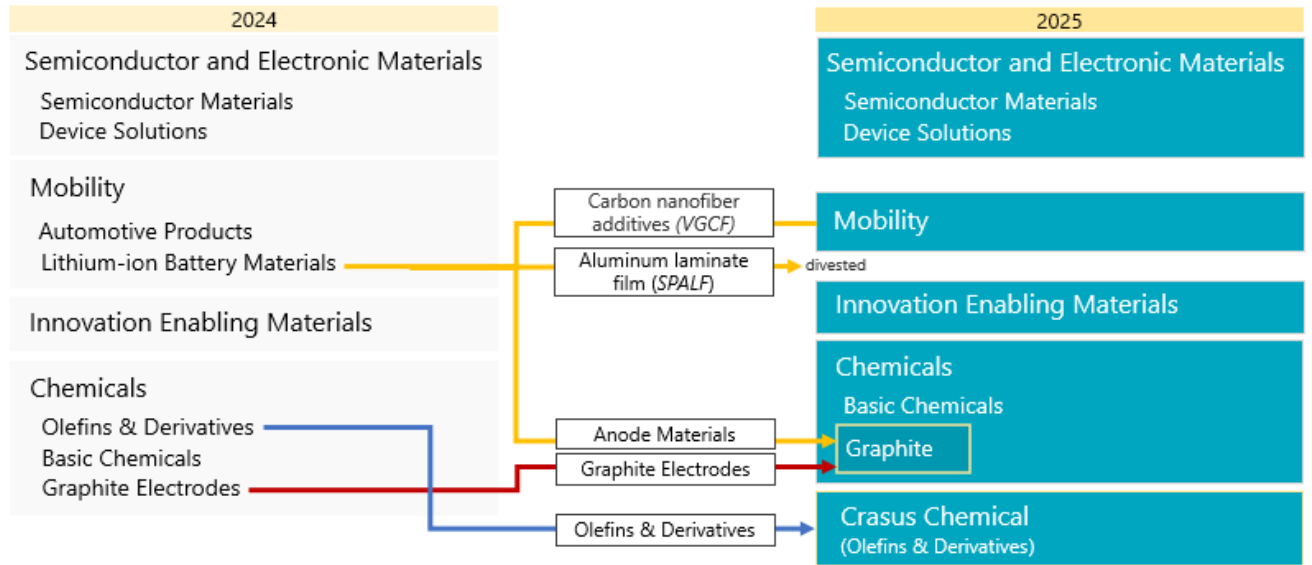 2024
Semiconductor and Electronic Materials
Semiconductor Materials
Device Solutions
Mobility
Automotive Products
Lithium-ion Battery Materials
Innovation Enabling Materials
Chemicals
Olefins & Derivatives
Basic Chemicals
Graphite Electrodes
Carbon nanofiber
additives (VGCF)
Aluminum laminate
film (SPALF)
divested
Anode Materials
Graphite Electrodes
Olefins & Derivatives
2025
Semiconductor and Electronic Materials
Semiconductor Materials
Device Solutions
Mobility
Innovation Enabling Materials
Chemicals
Basic Chemicals
Graphite
Crasus Chemical
(Olefins & Derivatives)